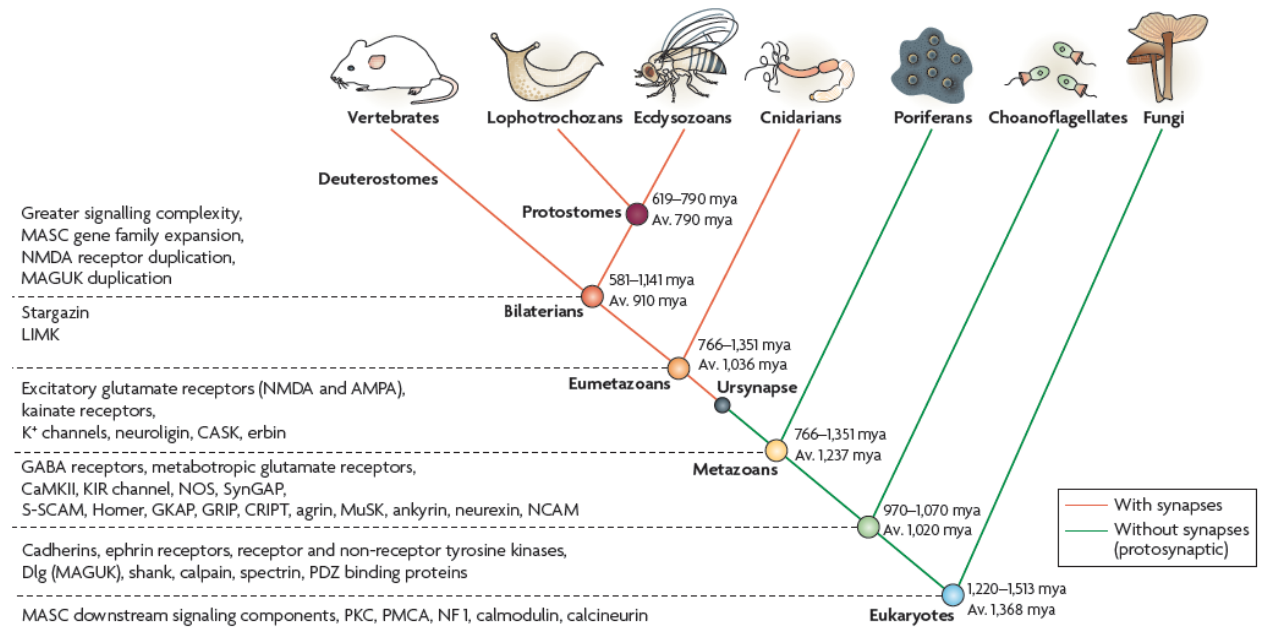 Vertebrates
Lophotrochozans
Ecdysozoans
Cnidarians
Poriferans
Choanoflagellates
Fungi
Deuterostomes
Protostomes
619–790 mya
Av. 790 mya
Greater signalling complexity,
MASC gene family expansion,
NMDA receptor duplication,
MAGUK duplication
581–1,141 mya
Av. 910 mya
Bilaterians
Stargazin
LIMK
766–1,351 mya
Av. 1,036 mya
Eumetazoans
Ursynapse
Excitatory glutamate receptors (NMDA and AMPA),
kainate receptors,
K⁺ channels, neuroligin, CASK, erbin
766–1,351 mya
Av. 1,237 mya
Metazoans
GABA receptors, metabotropic glutamate receptors,
CaMKII, KIR channel, NOS, SynGAP,
S-SCAM, Homer, GKAP, GRIP, CRIPT, agrin, MuSK, ankyrin, neurexin, NCAM
970–1,070 mya
Av. 1,020 mya
With synapses
Without synapses
(protosynaptic)
Cadherins, ephrin receptors, receptor and non-receptor tyrosine kinases,
Dlg (MAGUK), shank, calpain, spectrin, PDZ binding proteins
1,220–1,513 mya
Av. 1,368 mya
Eukaryotes
MASC downstream signaling components, PKC, PMCA, NF1, calmodulin, calcineurin